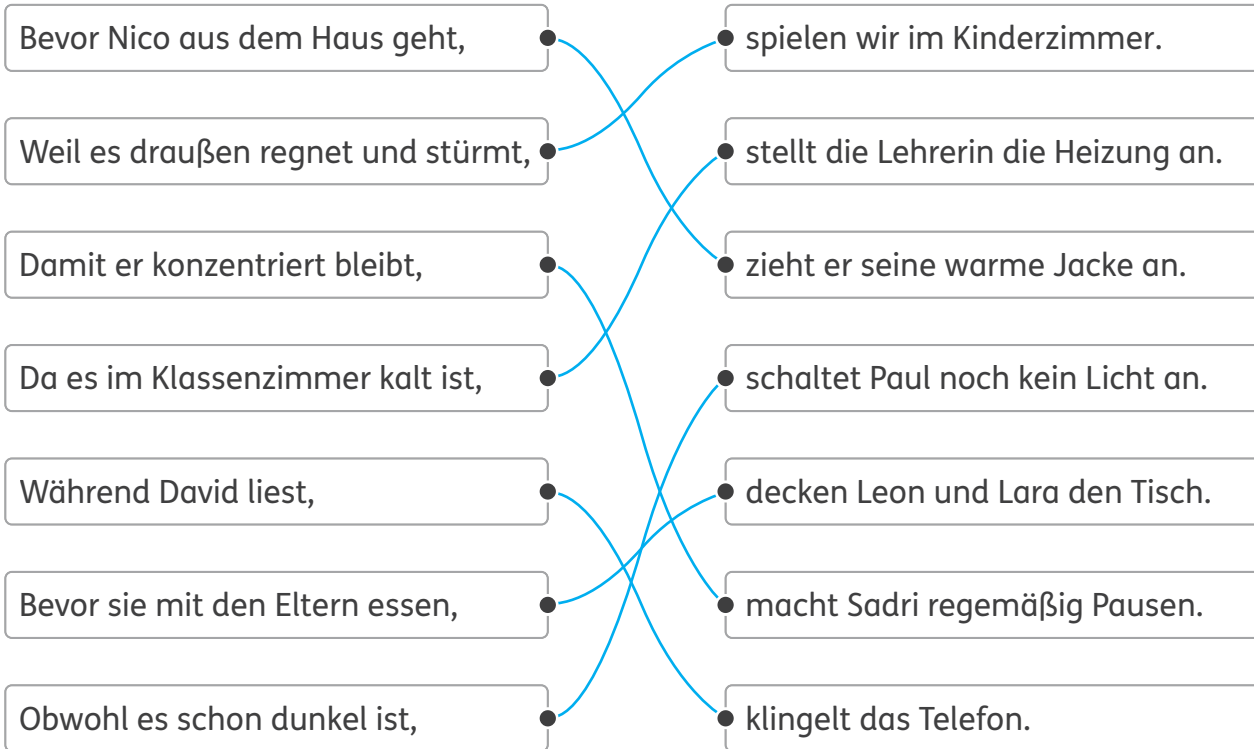 Bevor Nico aus dem Haus geht,
spielen wir im Kinderzimmer.
Weil es draußen regnet und stürmt,
stellt die Lehrerin die Heizung an.
Damit er konzentriert bleibt,
zieht er seine warme Jacke an.
Da es im Klassenzimmer kalt ist,
schaltet Paul noch kein Licht an.
Während David liest,
decken Leon und Lara den Tisch.
Bevor sie mit den Eltern essen,
macht Sadri regemäßig Pausen.
Obwohl es schon dunkel ist,
klingelt das Telefon.